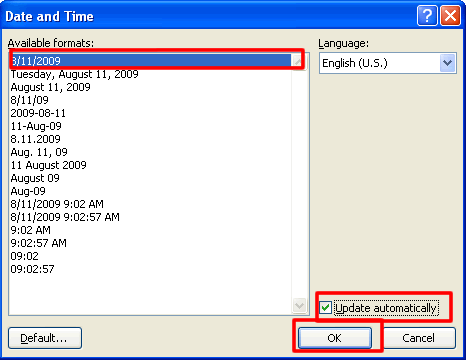 Date and Time
Available formats:
Language:
8/11/2009
English (U.S.)
Tuesday, August 11, 2009
August 11, 2009
8/11/09
2009-08-11
11-Aug-09
8.11.2009
Aug. 11, 09
11 August 2009
August 09
Aug-09
8/11/2009 9:02 AM
8/11/2009 9:02:57 AM
9:02 AM
9:02:57 AM
09:02
09:02:57
Update automatically
Default...
OK
Cancel